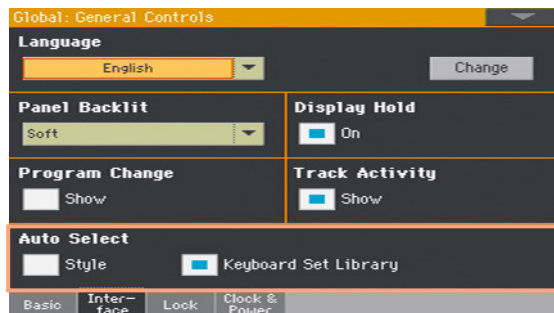 Global: General Controls
Language
English
Change
Panel Backlit
Display Hold
Soft
On
Program Change
Track Activity
Show
Show
Auto Select
Style
Keyboard Set Library
Basic
Inter-
face
Lock
Clock &
Power